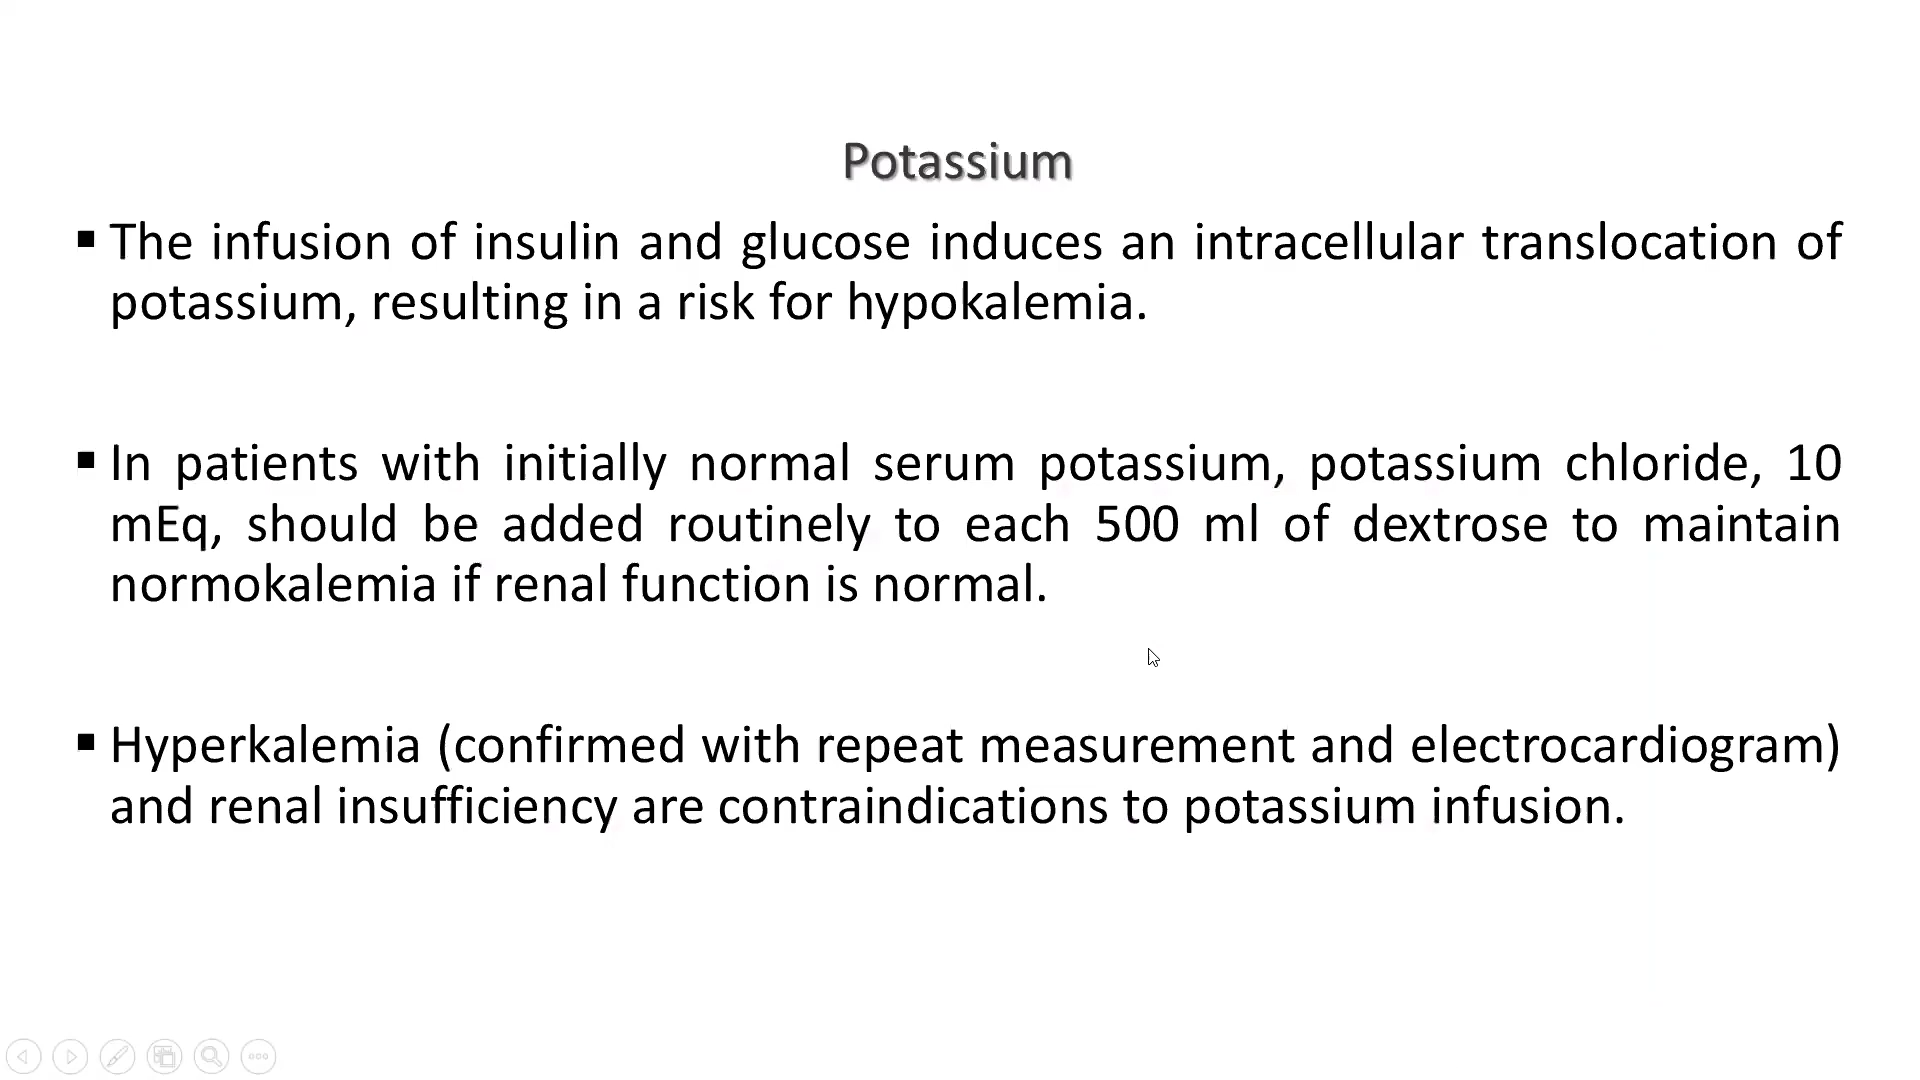 Potassium
▪ The infusion of insulin and glucose induces an intracellular translocation of
potassium, resulting in a risk for hypokalemia.
▪ In patients with initially normal serum potassium, potassium chloride, 10
mEq, should be added routinely to each 500 ml of dextrose to maintain
normokalemia if renal function is normal.
▪ Hyperkalemia (confirmed with repeat measurement and electrocardiogram)
and renal insufficiency are contraindications to potassium infusion.